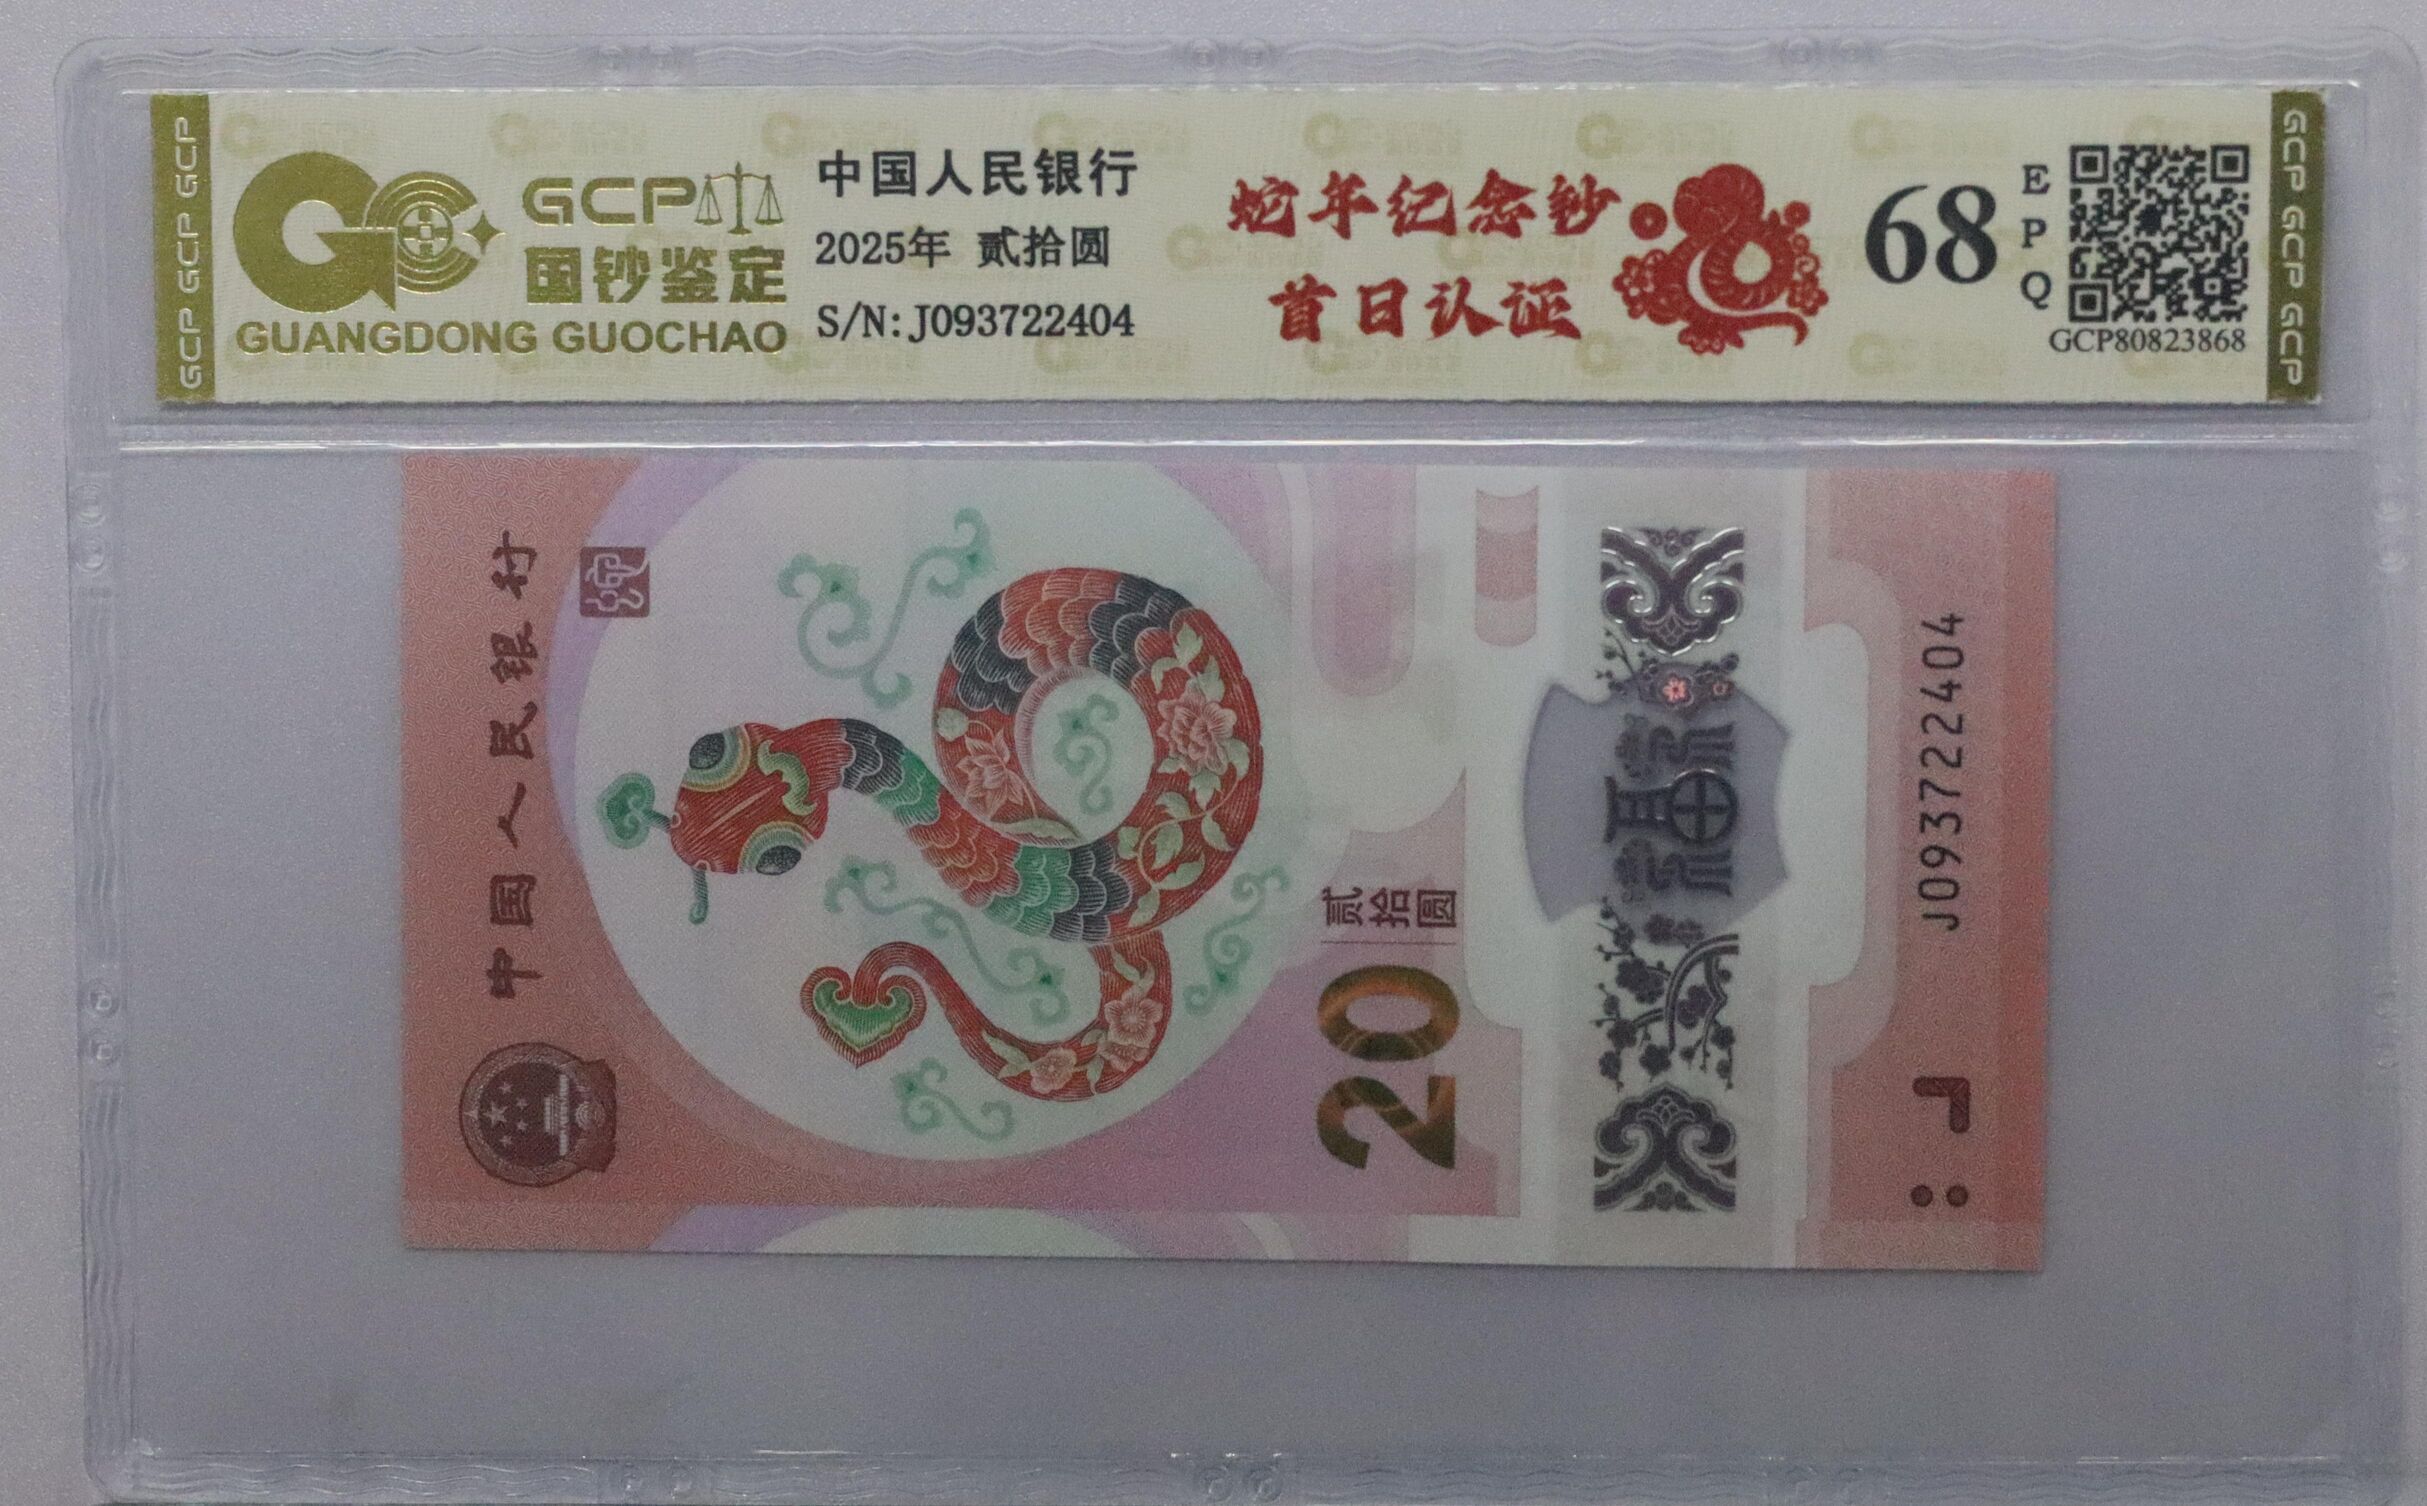 GCP GCP GCP
GCP
国钞鉴定
GUANGDONG GUOCHAO
中国人民银行
2025年 贰拾圆
S/N:J093722404
蛇年纪念钞
首日认证
68
EPQ
GCP80823868
GCP GCP GCP
中国人民银行
20
贰拾圆
福
J093722404